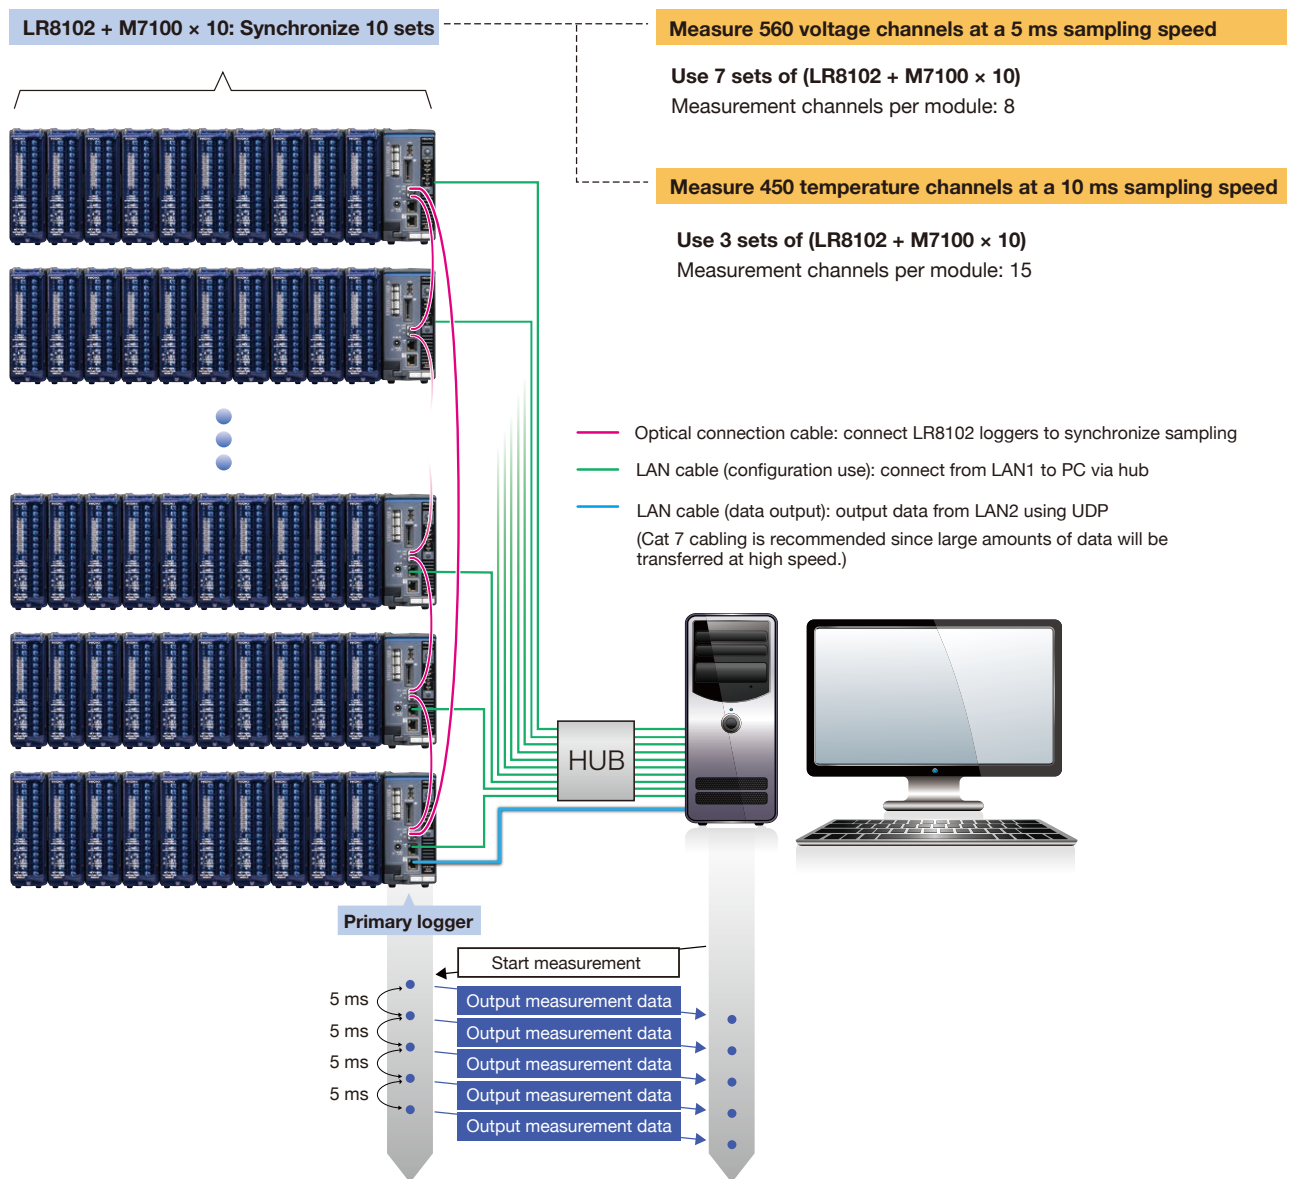 LR8102 + M7100 × 10: Synchronize 10 sets
Measure 560 voltage channels at a 5 ms sampling speed
Use 7 sets of (LR8102 + M7100 × 10)
Measurement channels per module: 8
Measure 450 temperature channels at a 10 ms sampling speed
Use 3 sets of (LR8102 + M7100 × 10)
Measurement channels per module: 15
Optical connection cable: connect LR8102 loggers to synchronize sampling
LAN cable (configuration use): connect from LAN1 to PC via hub
LAN cable (data output): output data from LAN2 using UDP
(Cat 7 cabling is recommended since large amounts of data will be
transferred at high speed.)
HUB
Primary logger
Start measurement
5 ms
Output measurement data
5 ms
Output measurement data
5 ms
Output measurement data
5 ms
Output measurement data
Output measurement data